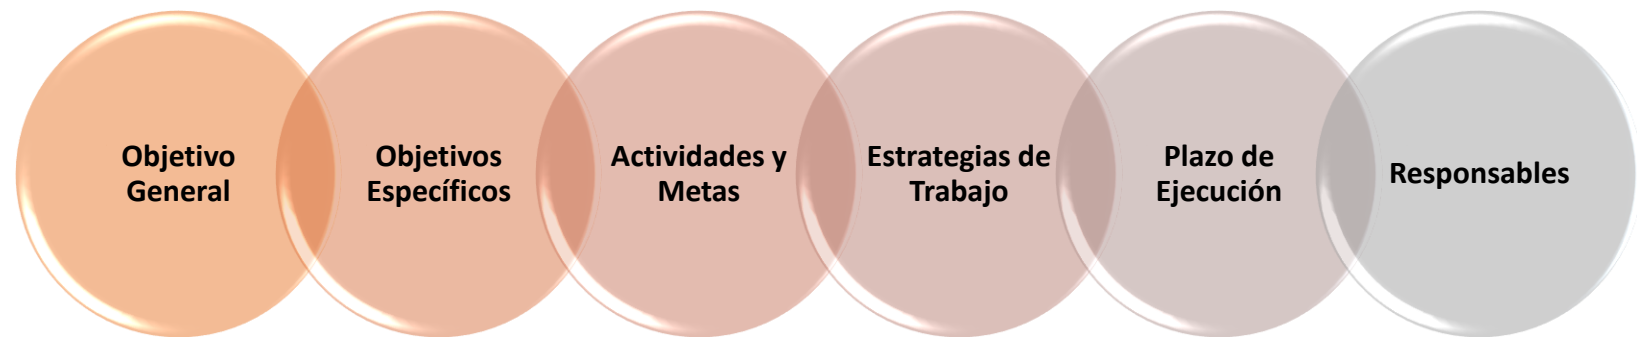 Objetivo
General
Objetivos
Específicos
Actividades y
Metas
Estrategias de
Trabajo
Plazo de
Ejecución
Responsables